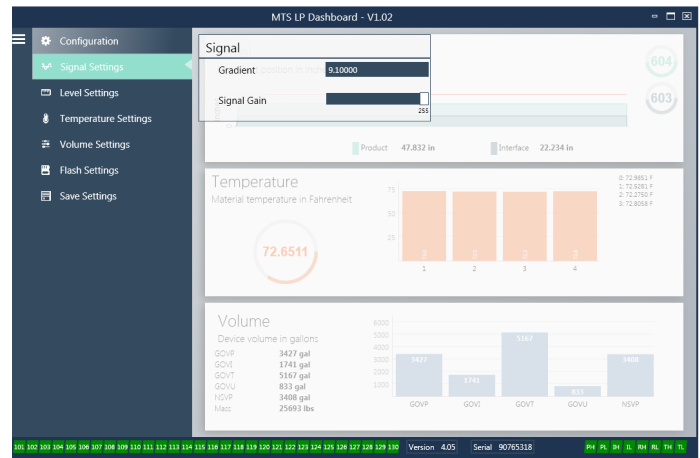 MTS LP Dashboard - V1.02
Configuration
Signal Settings
Level Settings
Temperature Settings
Volume Settings
Flash Settings
Save Settings
Signal
Gradient 9.10000
Signal Gain
255
604
603
Product 47.832 in Interface 22.234 in
Temperature
Material temperature in Fahrenheit
72.6511
75
50
25
1 2 3 4
0: 72.9851 F
1: 72.5281 F
2: 72.2750 F
3: 72.8058 F
Volume
Device volume in gallons
GOVP 3427 gal
GOVI 1741 gal
GOVT 5167 gal
GOVU 833 gal
NSVP 3408 gal
Mass 25693 lbs
6000
5000
4000
3000
2000
1000
3427 1741 5167 833 3408
GOVP GOVI GOVT GOVU NSVP
101 102 103 104 105 106 107 108 109 110 111 112 113 114 115 116 117 118 119 120 121 122 123 124 125 126 127 128 129 130 Version 4.05 Serial 90765318 PH PL IH IL RH RL TH TL